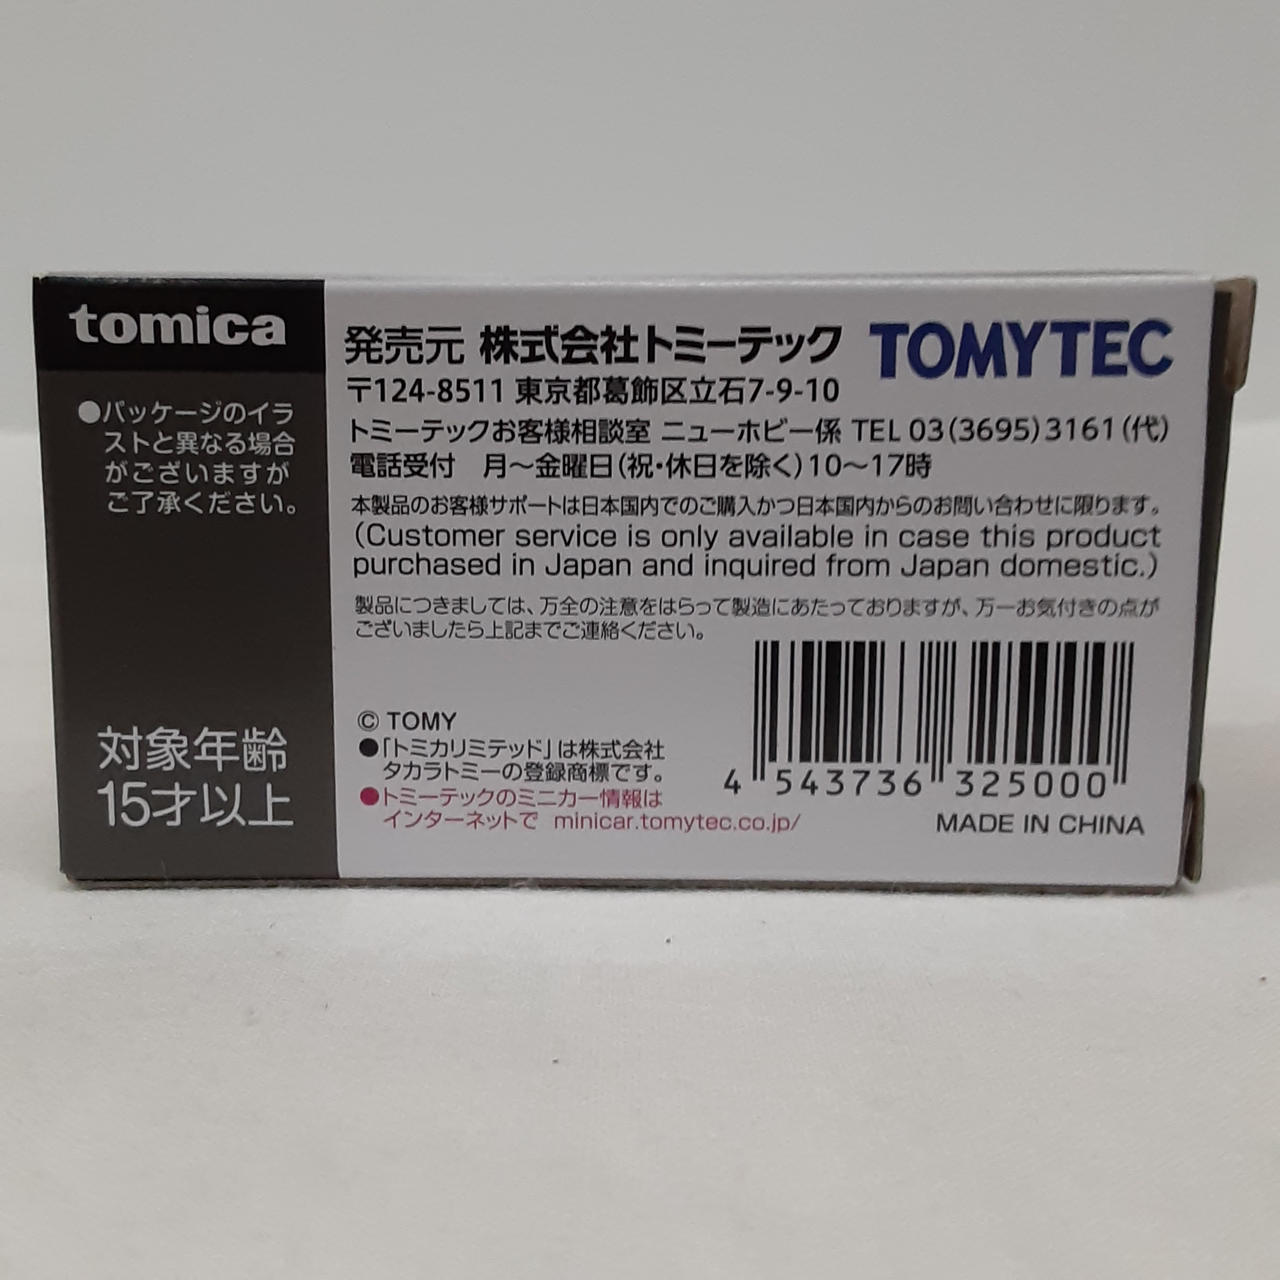 tomica
●パッケージのイラ
ストと異なる場合
がございますが
ご了承ください。
対象年齢
15才以上
発売元 株式会社トミーテック TOMYTEC
〒124-8511 東京都葛飾区立石7-9-10
トミーテックお客様相談室 ニューホビー係 TEL 03(3695)3161(代)
電話受付 月～金曜日(祝・休日を除く)10～17時
本製品のお客様サポートは日本国内でのご購入かつ日本国内からのお問い合わせに限ります。
(Customer service is only available in case this product
purchased in Japan and inquired from Japan domestic.)
製品につきましては、万全の注意をはらって製造にあたっておりますが、万一お気付きの点が
ございましたら上記までご連絡ください。
© TOMY
●「トミカリミテッド」は株式会社
タカラトミーの登録商標です。
●トミーテックのミニカー情報は
インターネットで minicar.tomytec.co.jp/
4 543736 325000
MADE IN CHINA